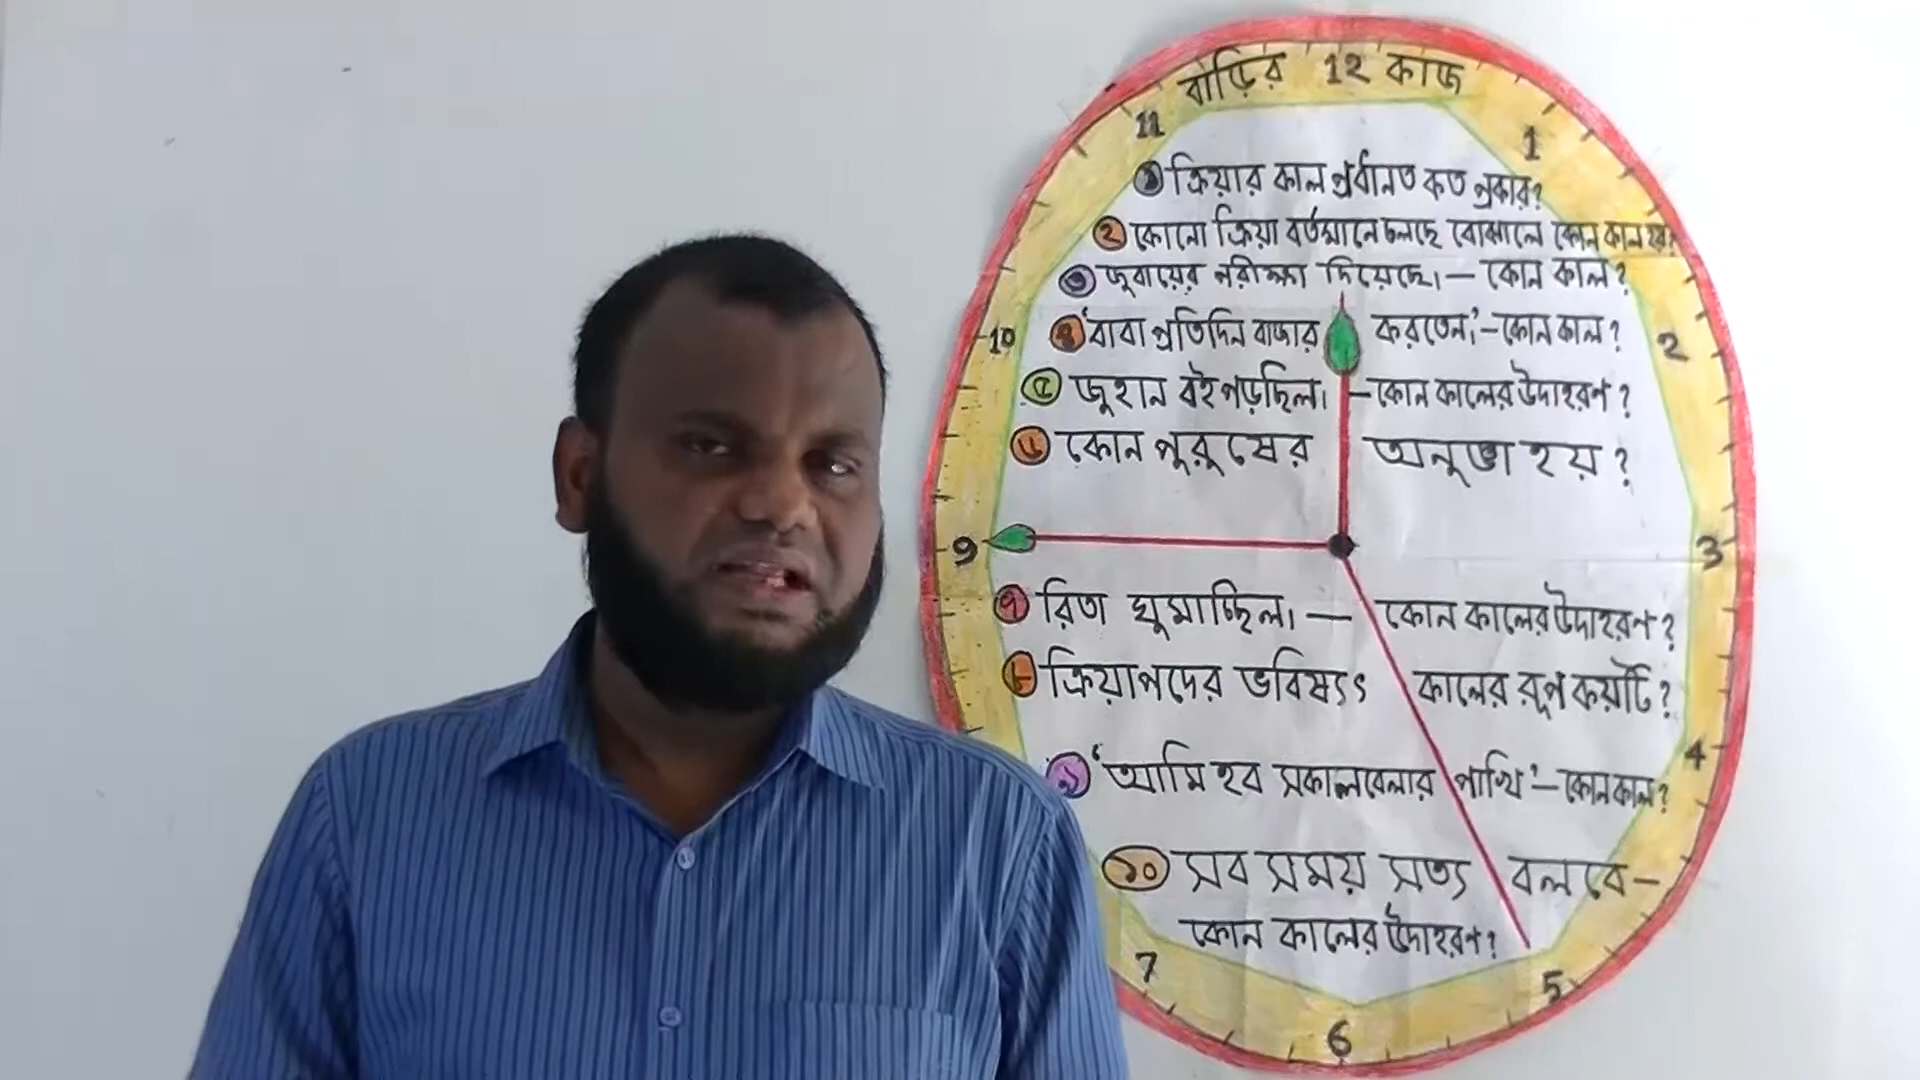 বাড়ির 12 কাজ
11
1
১ ক্রিয়ার কাল প্রধানত কত প্রকার?
২ কোনো ক্রিয়া বর্তমানে চলছে বোঝালে কোন কাল হয়?
৩ জুবায়ের পরীক্ষা দিয়েছে।— কোন কাল?
10
৪ 'বাবা প্রতিদিন বাজার করতেন।'—কোন কাল?
2
৫ জুহান বই পড়ছিল। —কোন কালের উদাহরণ?
৬ কোন পুরুষের অনুজ্ঞা হয়?
9
3
৭ রিতা ঘুমাচ্ছিল।— কোন কালের উদাহরণ?
৮ ক্রিয়াপদের ভবিষ্যৎ কালের রূপ কয়টি?
4
৯ 'আমি হব সকালবেলার পাখি'—কোন কাল?
১০ সব সময় সত্য বলবে—
কোন কালের উদাহরণ?
7
5
6